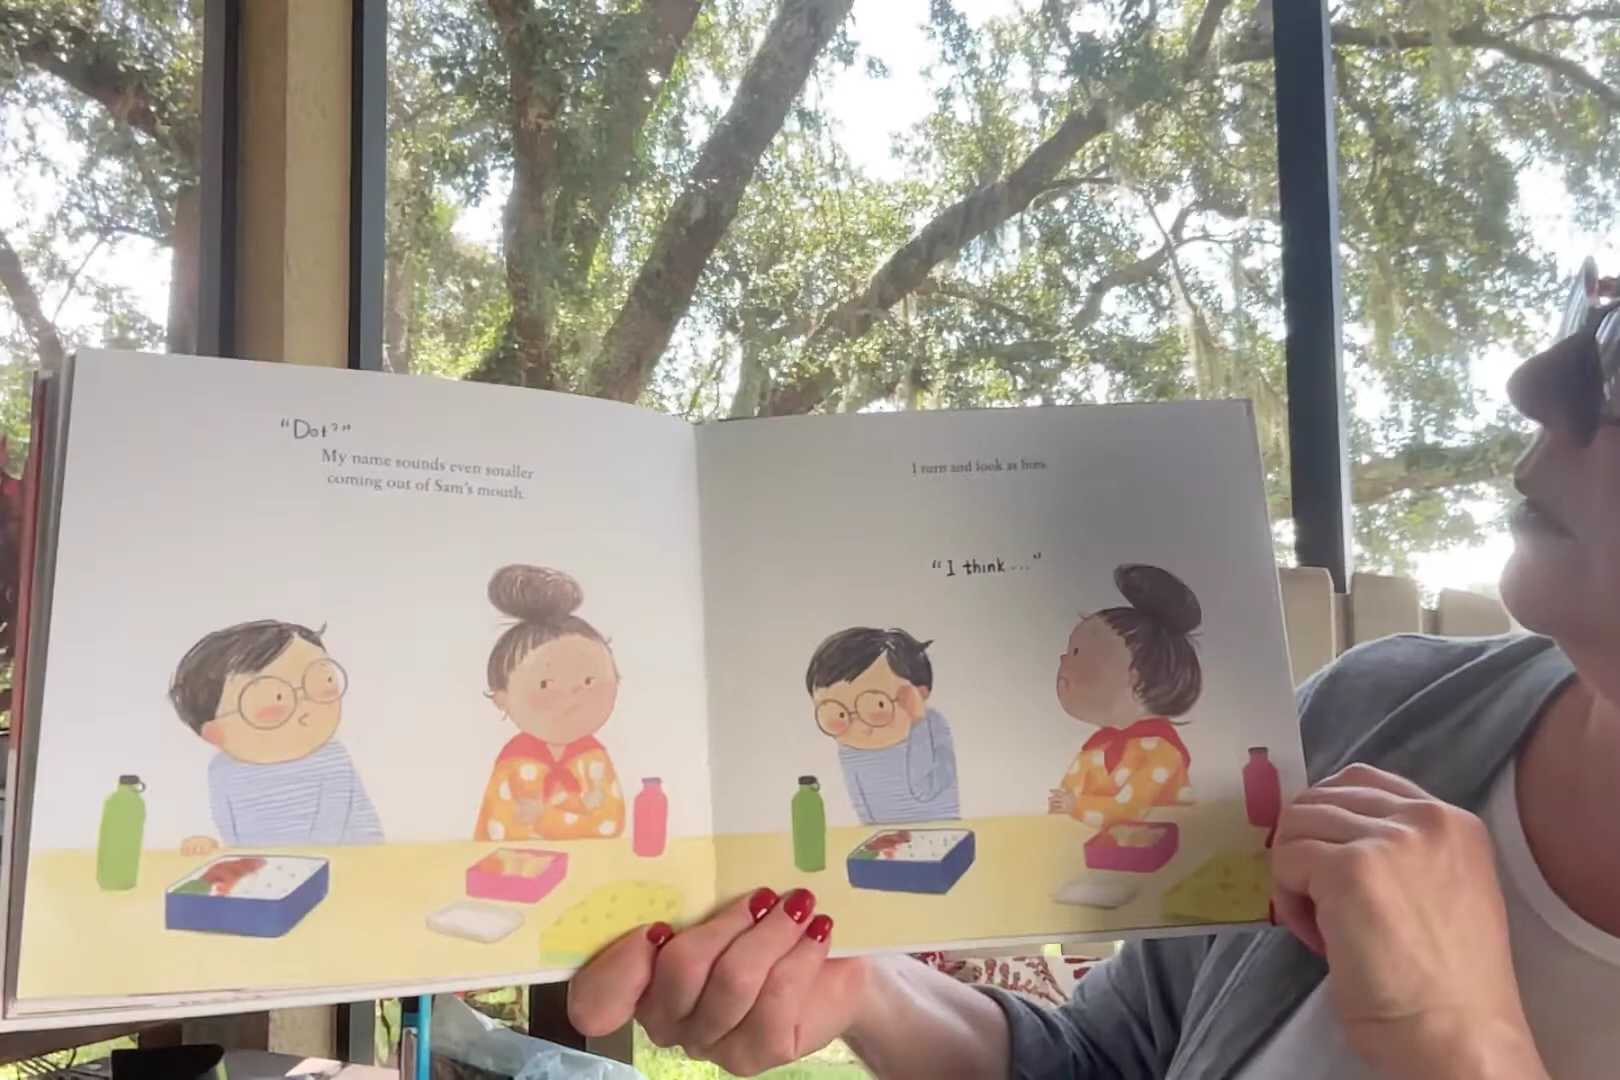 "Dot?"
My name sounds even smaller
coming out of Sam's mouth.
I turn and look at him.
"I think ..."